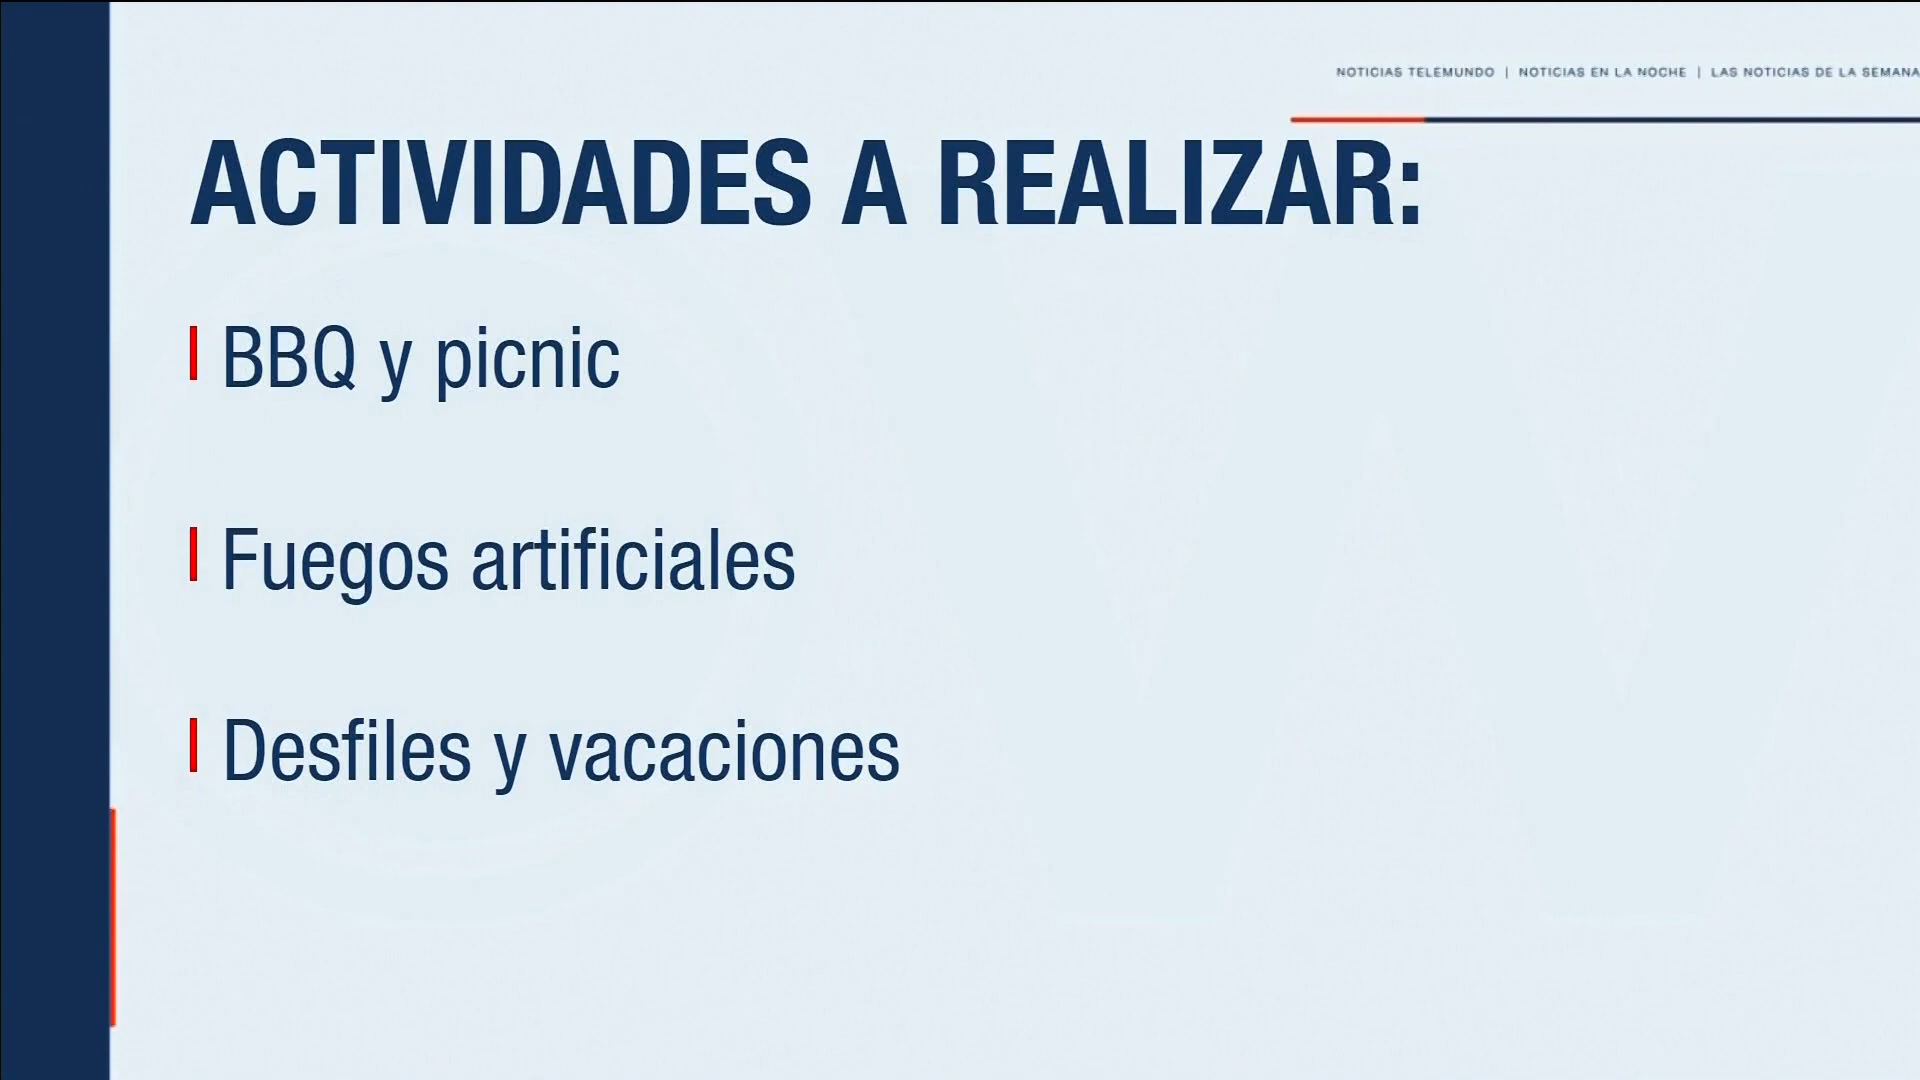 NOTICIAS TELEMUNDO | NOTICIAS EN LA NOCHE | LAS NOTICIAS DE LA SEMANA
ACTIVIDADES A REALIZAR:
BBQ y picnic
Fuegos artificiales
Desfiles y vacaciones